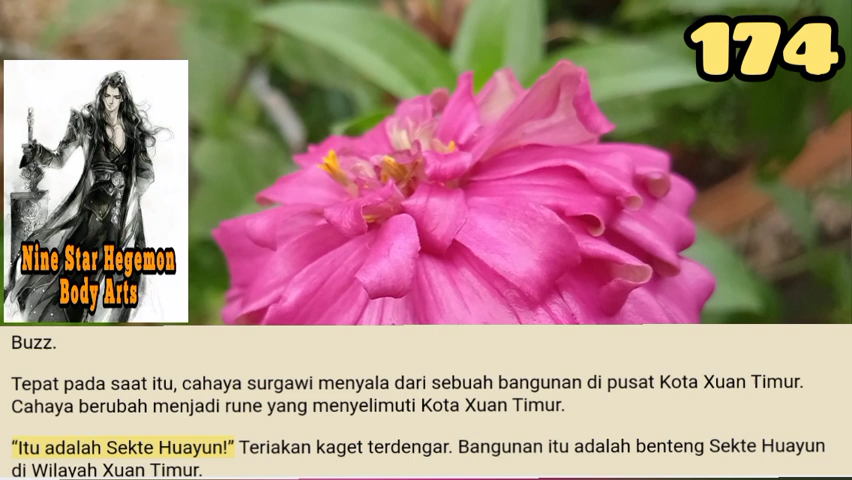 174
Nine Star Hegemon
Body Arts
Buzz.
Tepat pada saat itu, cahaya surgawi menyala dari sebuah bangunan di pusat Kota Xuan Timur.
Cahaya berubah menjadi rune yang menyelimuti Kota Xuan Timur.
“Itu adalah Sekte Huayun!” Teriakan kaget terdengar. Bangunan itu adalah benteng Sekte Huayun
di Wilayah Xuan Timur.